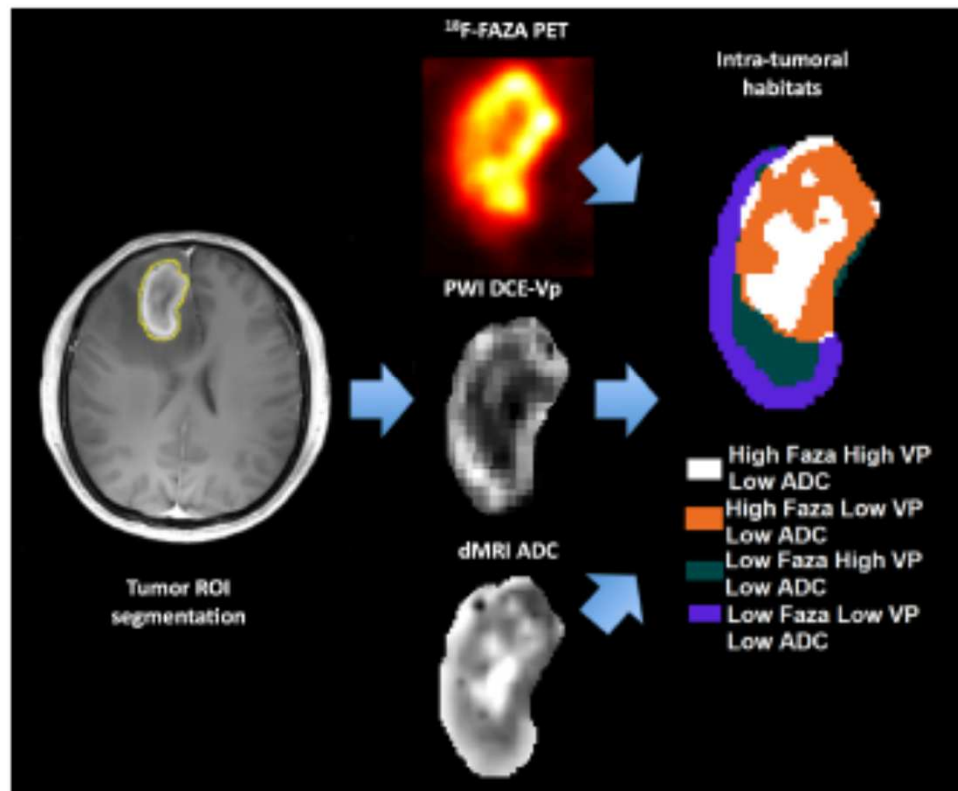 ¹⁸F-FAZA PET
Intra-tumoral
habitats
PWI DCE-Vp
dMRI ADC
Tumor ROI
segmentation
High Faza High VP
Low ADC
High Faza Low VP
Low ADC
Low Faza High VP
Low ADC
Low Faza Low VP
Low ADC